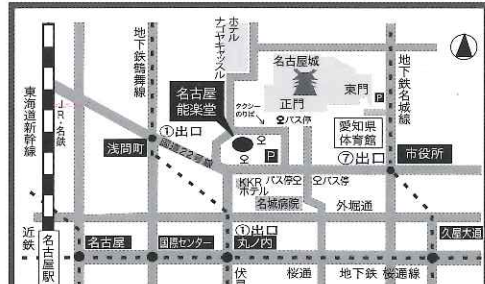 ホテル
ナゴヤキャッスル
地下鉄鶴舞線
名古屋城
東門
正門
地下鉄名城線
名古屋
能楽堂
タクシー
のりば
バス停
P
愛知県
体育館
東海道新幹線
JR・名鉄
①出口
浅間町
国道22号線
P
⑦出口
市役所
KKR
ホテル
バス停
バス停
名城病院
外堀通
①出口
近鉄
名古屋駅
名古屋
国際センター
丸ノ内
久屋大通
伏見
桜通
地下鉄 桜通線